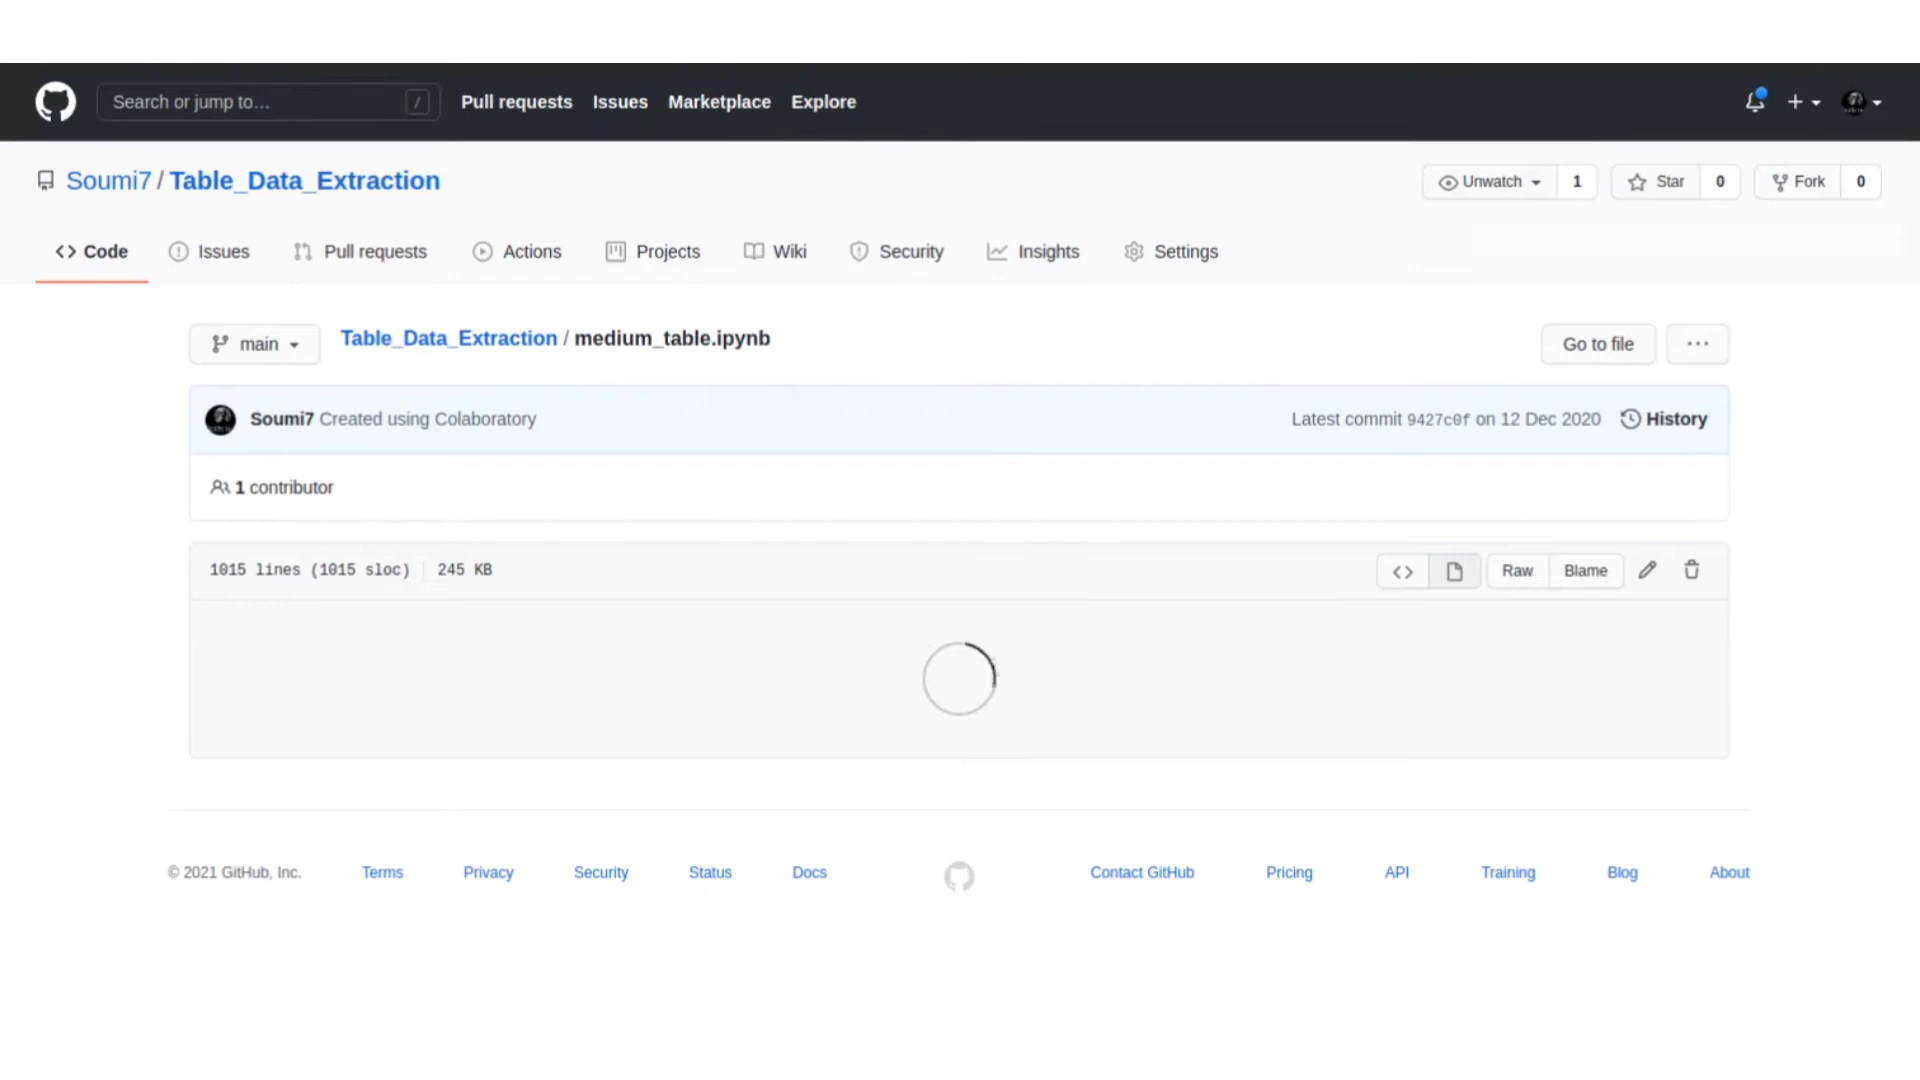 Search or jump to… / Pull requests Issues Marketplace Explore
Soumi7 / Table_Data_Extraction Unwatch 1 Star 0 Fork 0
Code Issues Pull requests Actions Projects Wiki Security Insights Settings
main Table_Data_Extraction / medium_table.ipynb Go to file ...
Soumi7 Created using Colaboratory Latest commit 9427c0f on 12 Dec 2020 History
1 contributor
1015 lines (1015 sloc) 245 KB <> Raw Blame
© 2021 GitHub, Inc. Terms Privacy Security Status Docs Contact GitHub Pricing API Training Blog About